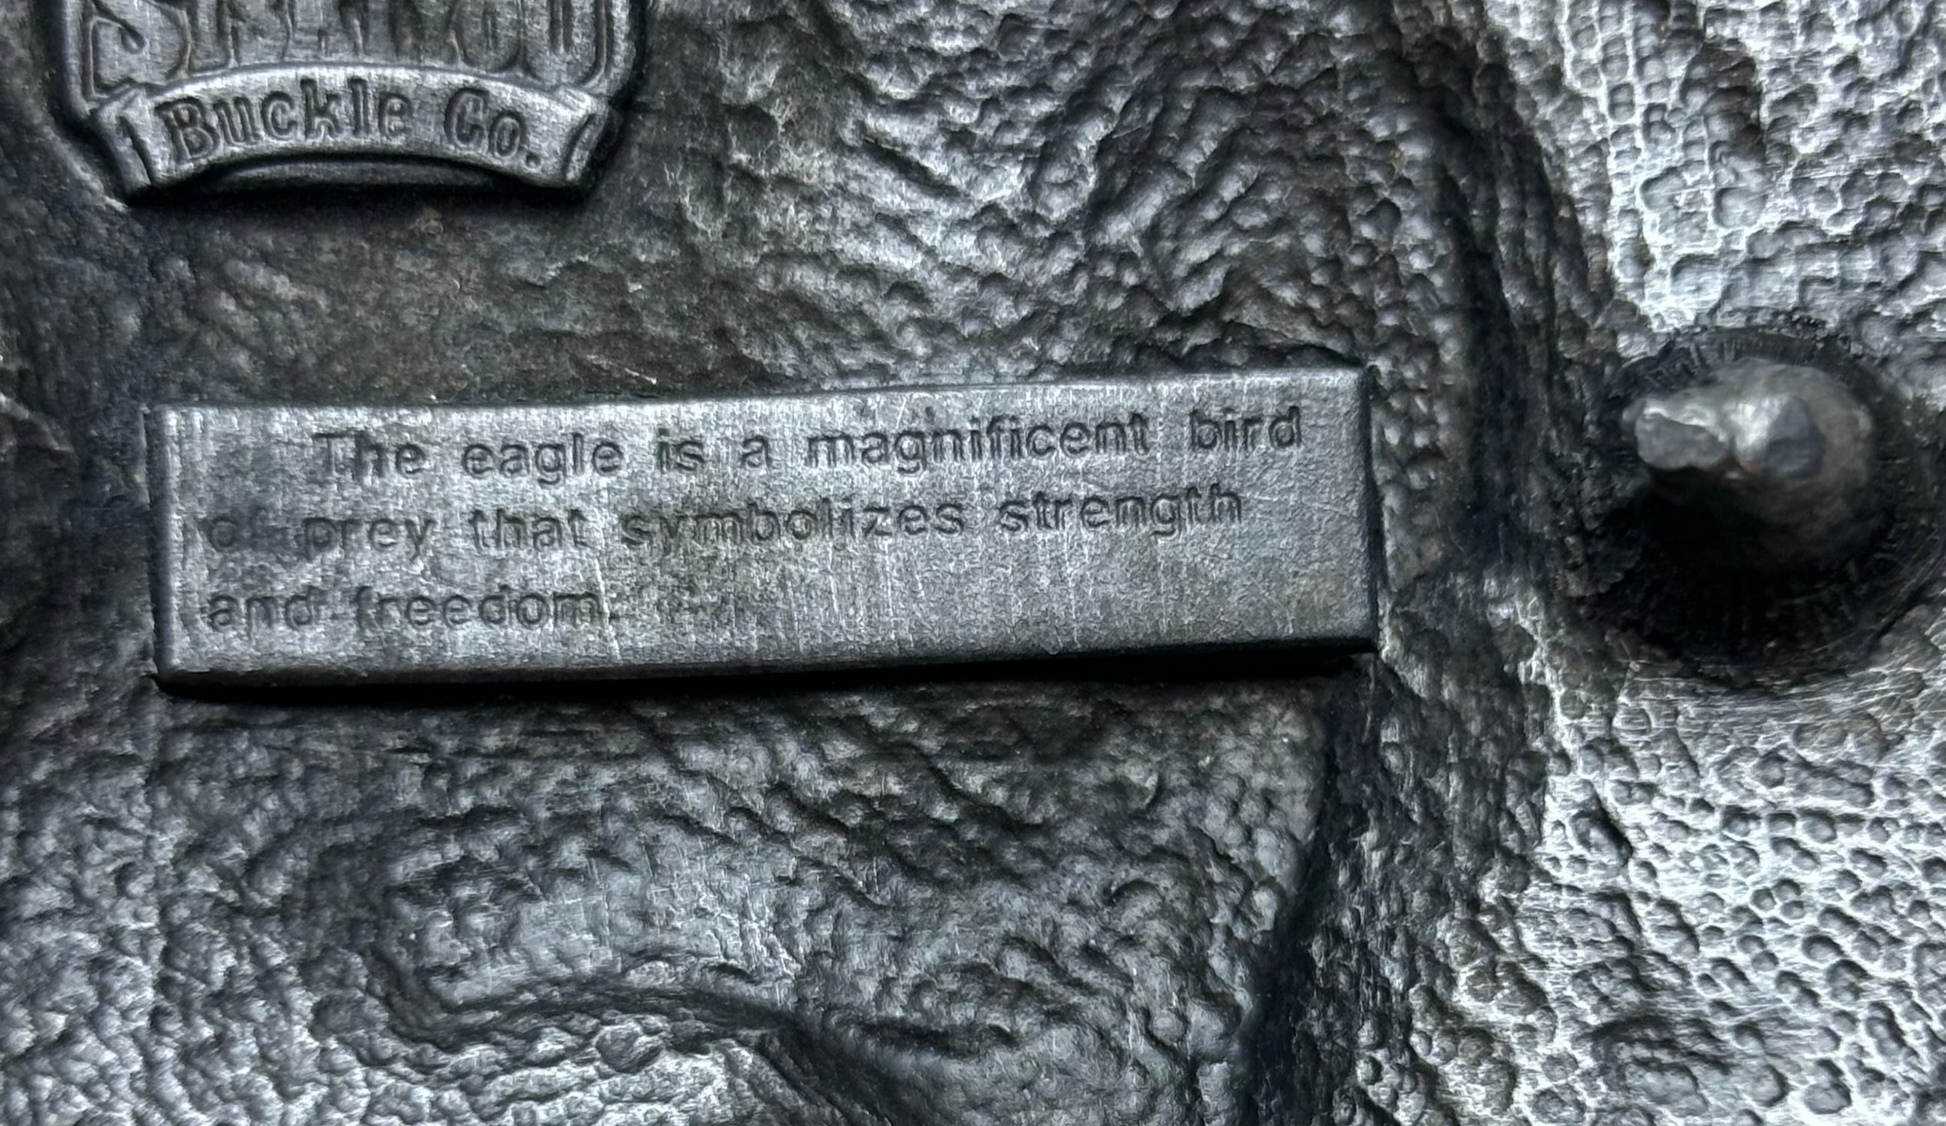 Buckle Co.
The eagle is a magnificent bird
of prey that symbolizes strength
and freedom.